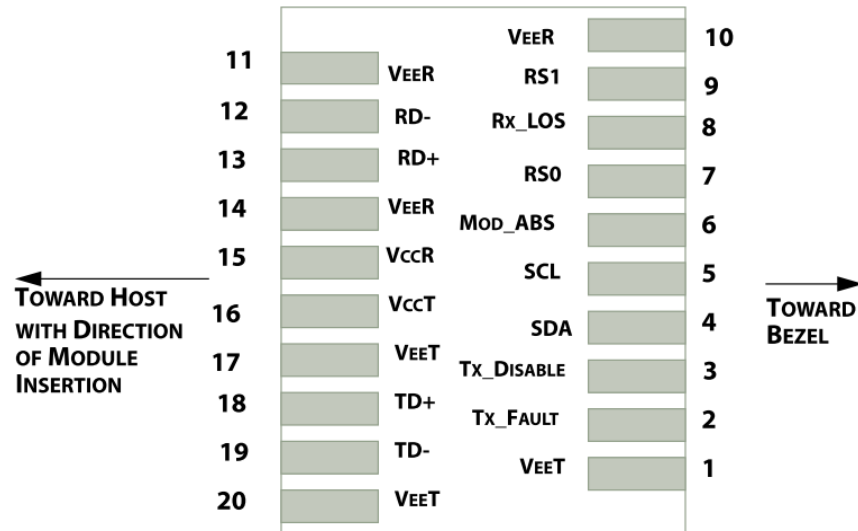 11 VEER
12 RD-
13 RD+
14 VEER
15 VCCR
16 VCCT
17 VEET
18 TD+
19 TD-
20 VEET
VEER 10
RS1 9
RX_LOS 8
RS0 7
MOD_ABS 6
SCL 5
SDA 4
TX_DISABLE 3
TX_FAULT 2
VEET 1
TOWARD HOST
WITH DIRECTION
OF MODULE
INSERTION
TOWARD
BEZEL